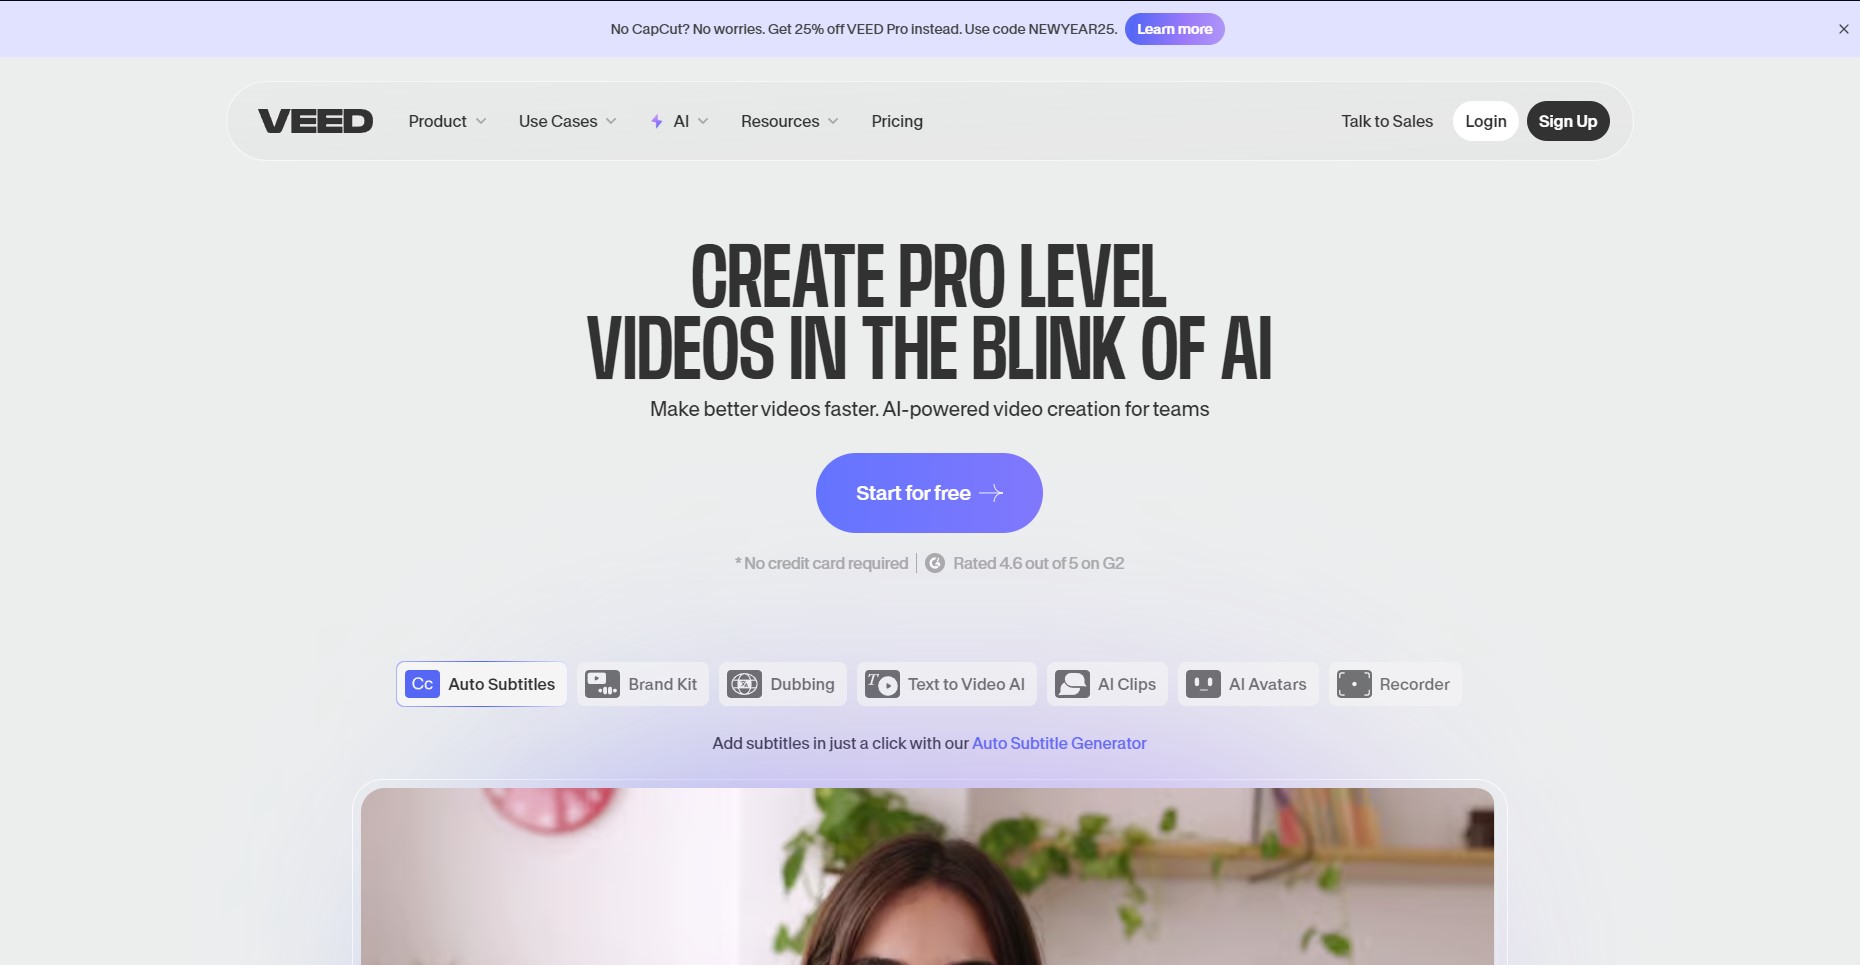 No CapCut? No worries. Get 25% off VEED Pro instead. Use code NEWYEAR25. Learn more
VEED Product Use Cases AI Resources Pricing Talk to Sales Login Sign Up
CREATE PRO LEVEL
VIDEOS IN THE BLINK OF AI
Make better videos faster. AI-powered video creation for teams
Start for free
* No credit card required Rated 4.6 out of 5 on G2
Cc Auto Subtitles Brand Kit Dubbing T Text to Video AI AI Clips AI Avatars Recorder
Add subtitles in just a click with our Auto Subtitle Generator